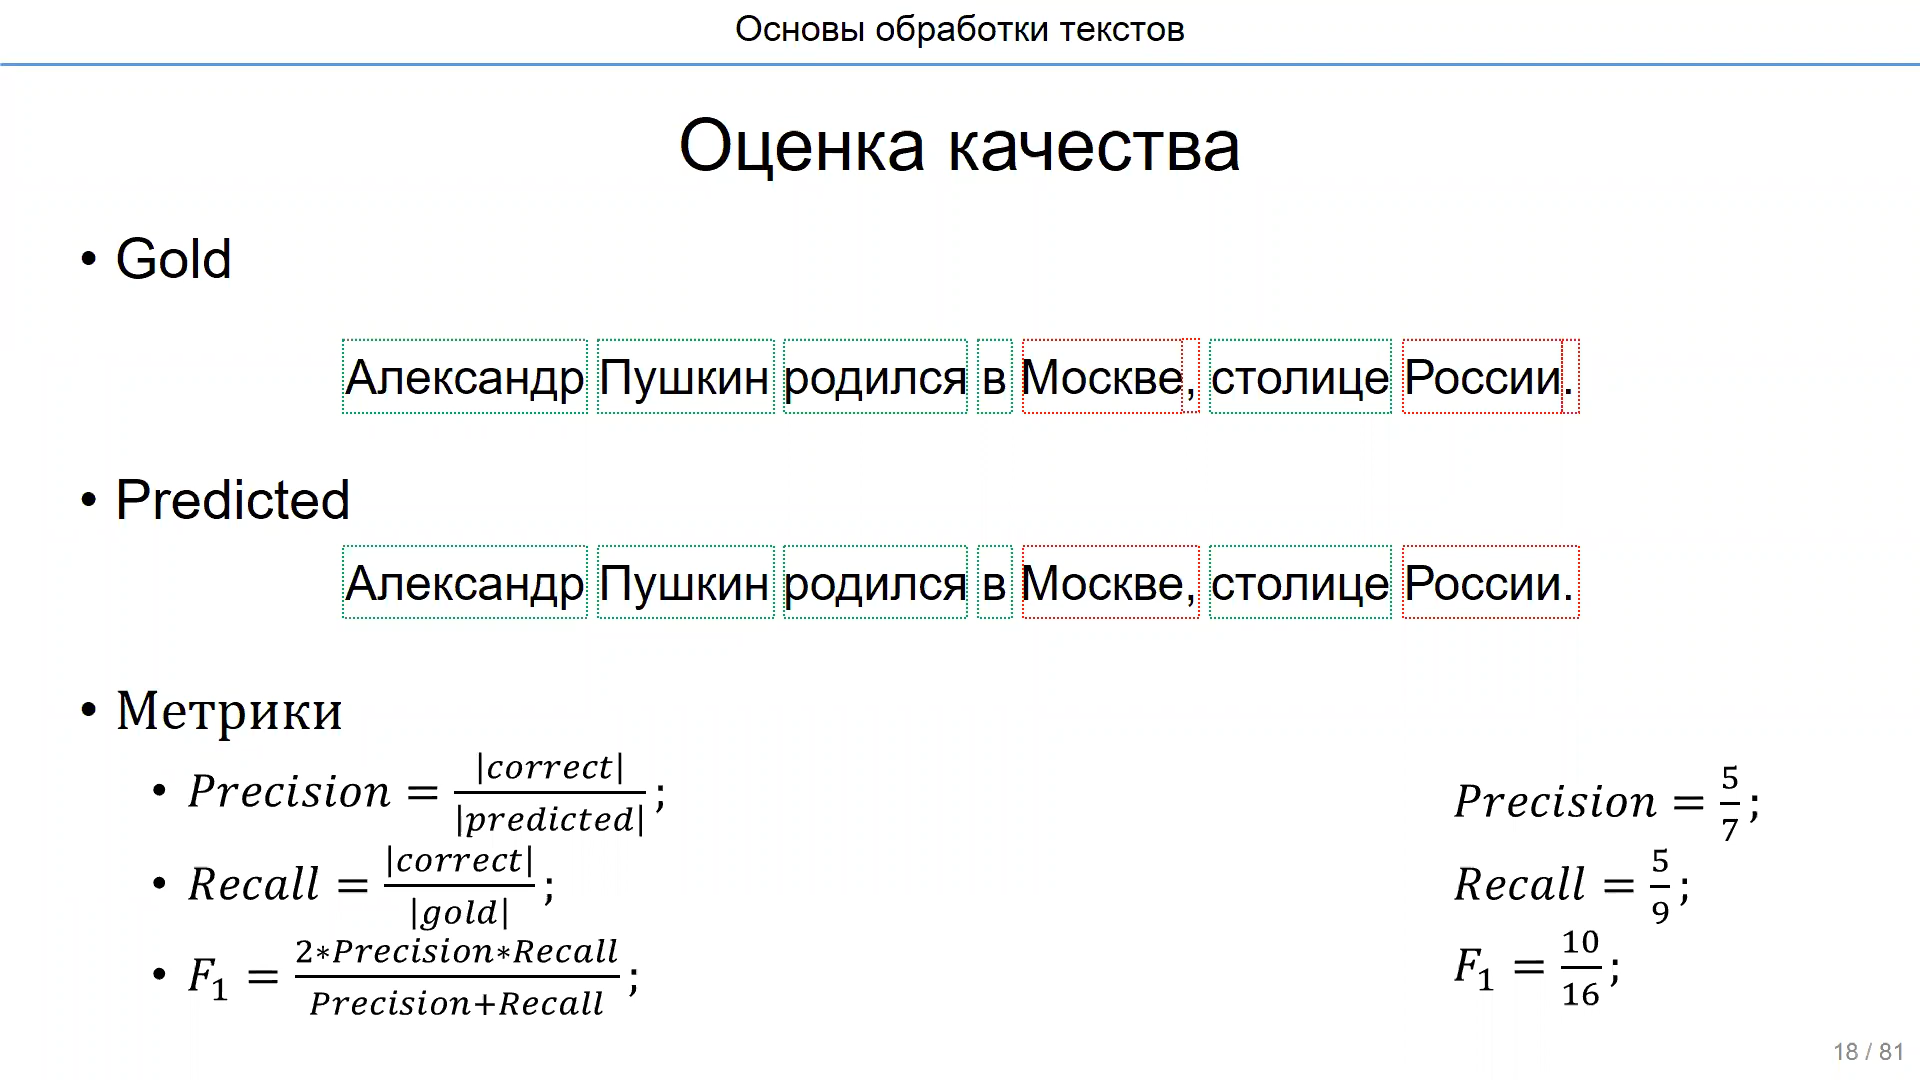 Основы обработки текстов
Оценка качества
• Gold
Александр Пушкин родился в Москве, столице России.
• Predicted
Александр Пушкин родился в Москве, столице России.
• Метрики
• Precision = |correct| / |predicted|;
• Recall = |correct| / |gold|;
• F₁ = 2∗Precision∗Recall / Precision+Recall;
Precision = 5/7;
Recall = 5/9;
F₁ = 10/16;
18 / 81